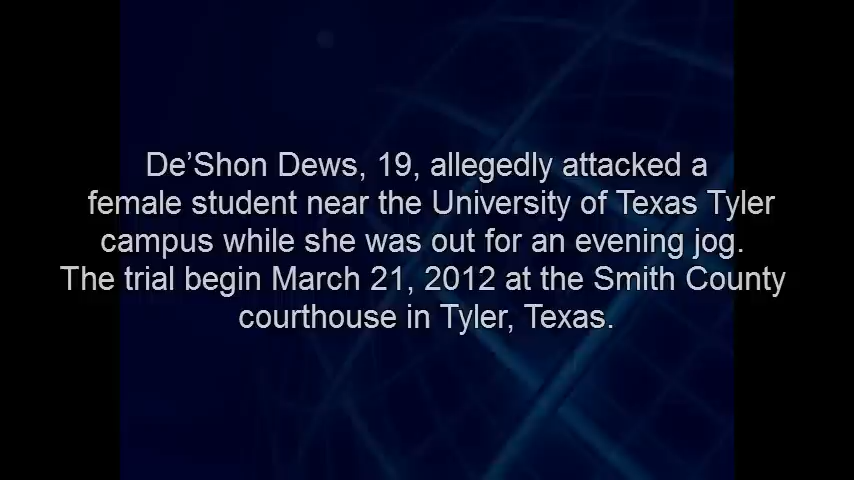 De’Shon Dews, 19, allegedly attacked a
female student near the University of Texas Tyler
campus while she was out for an evening jog.
The trial begin March 21, 2012 at the Smith County
courthouse in Tyler, Texas.